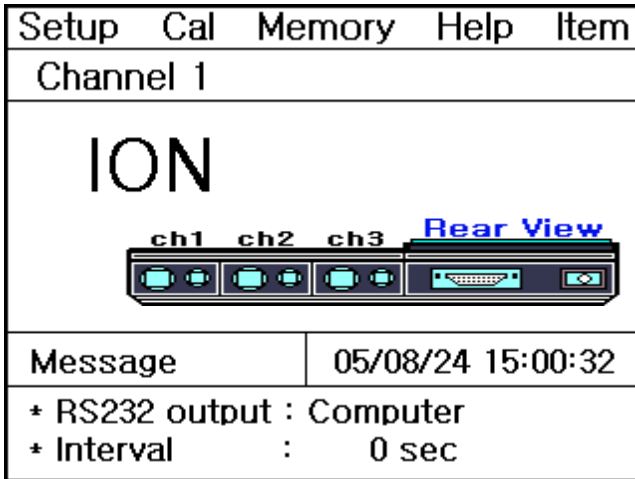 Setup Cal Memory Help Item
Channel 1
ION
ch1 ch2 ch3 Rear View
Message 05/08/24 15:00:32
* RS232 output : Computer
* Interval : 0 sec